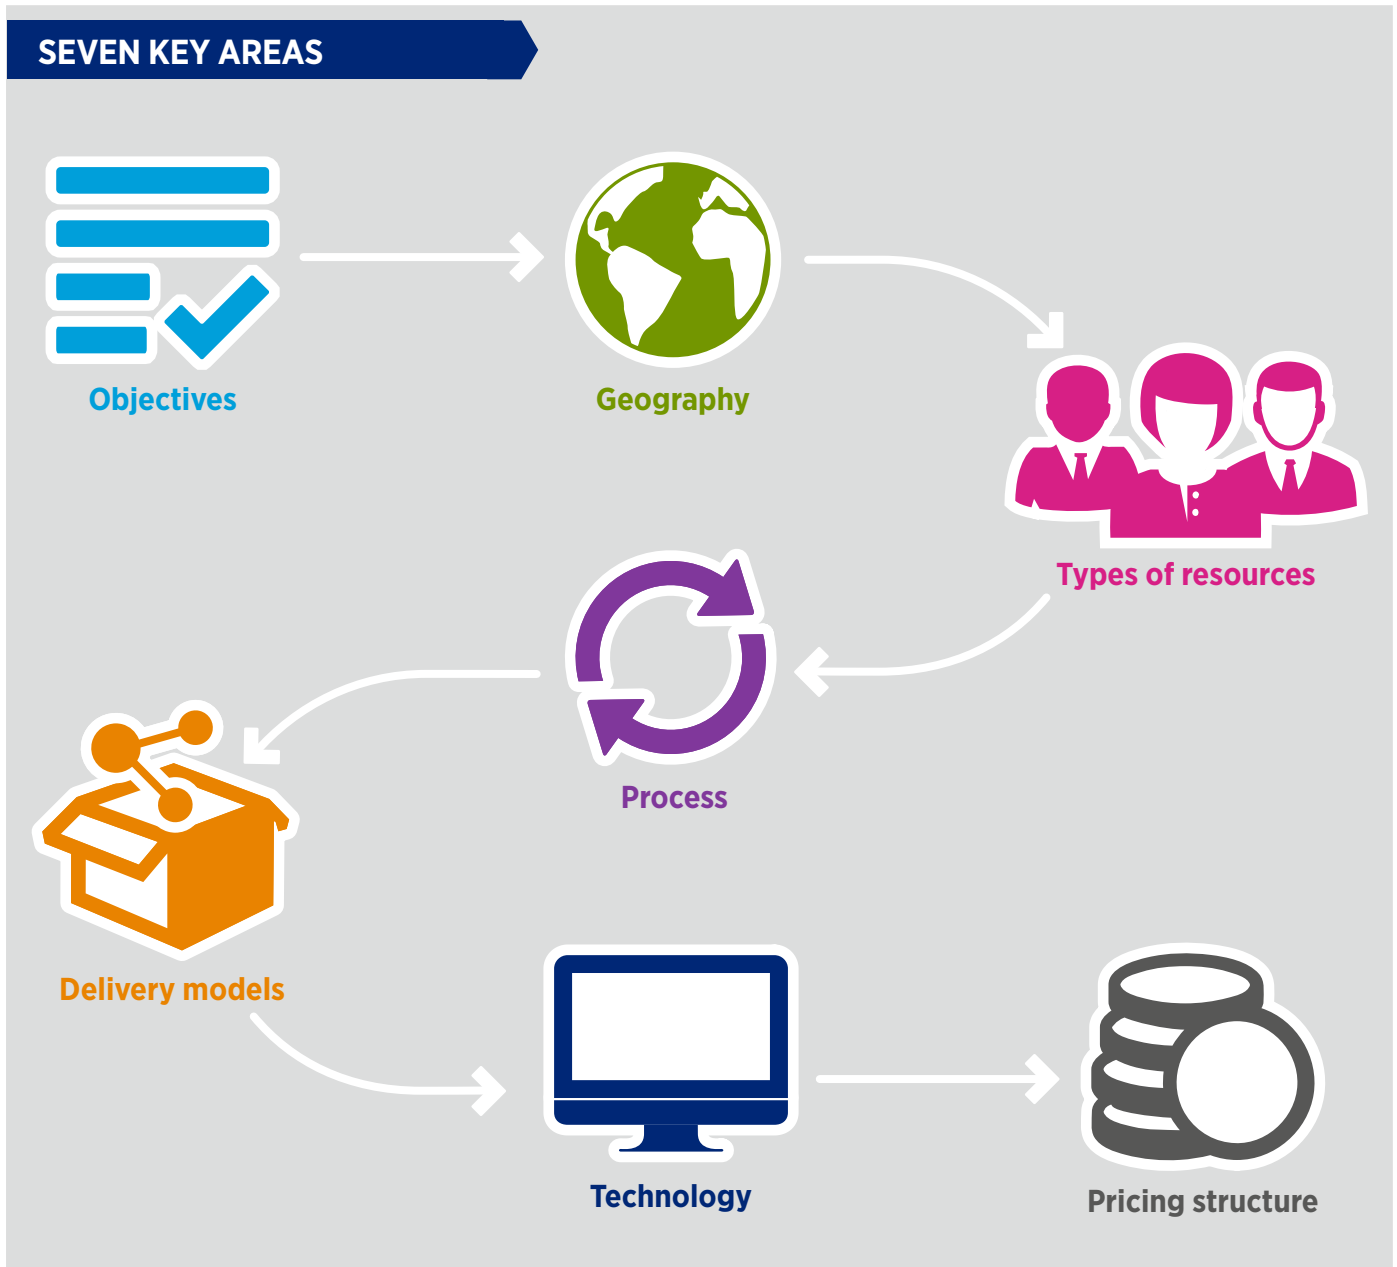 SEVEN KEY AREAS
Objectives
Geography
Types of resources
Process
Delivery models
Technology
Pricing structure